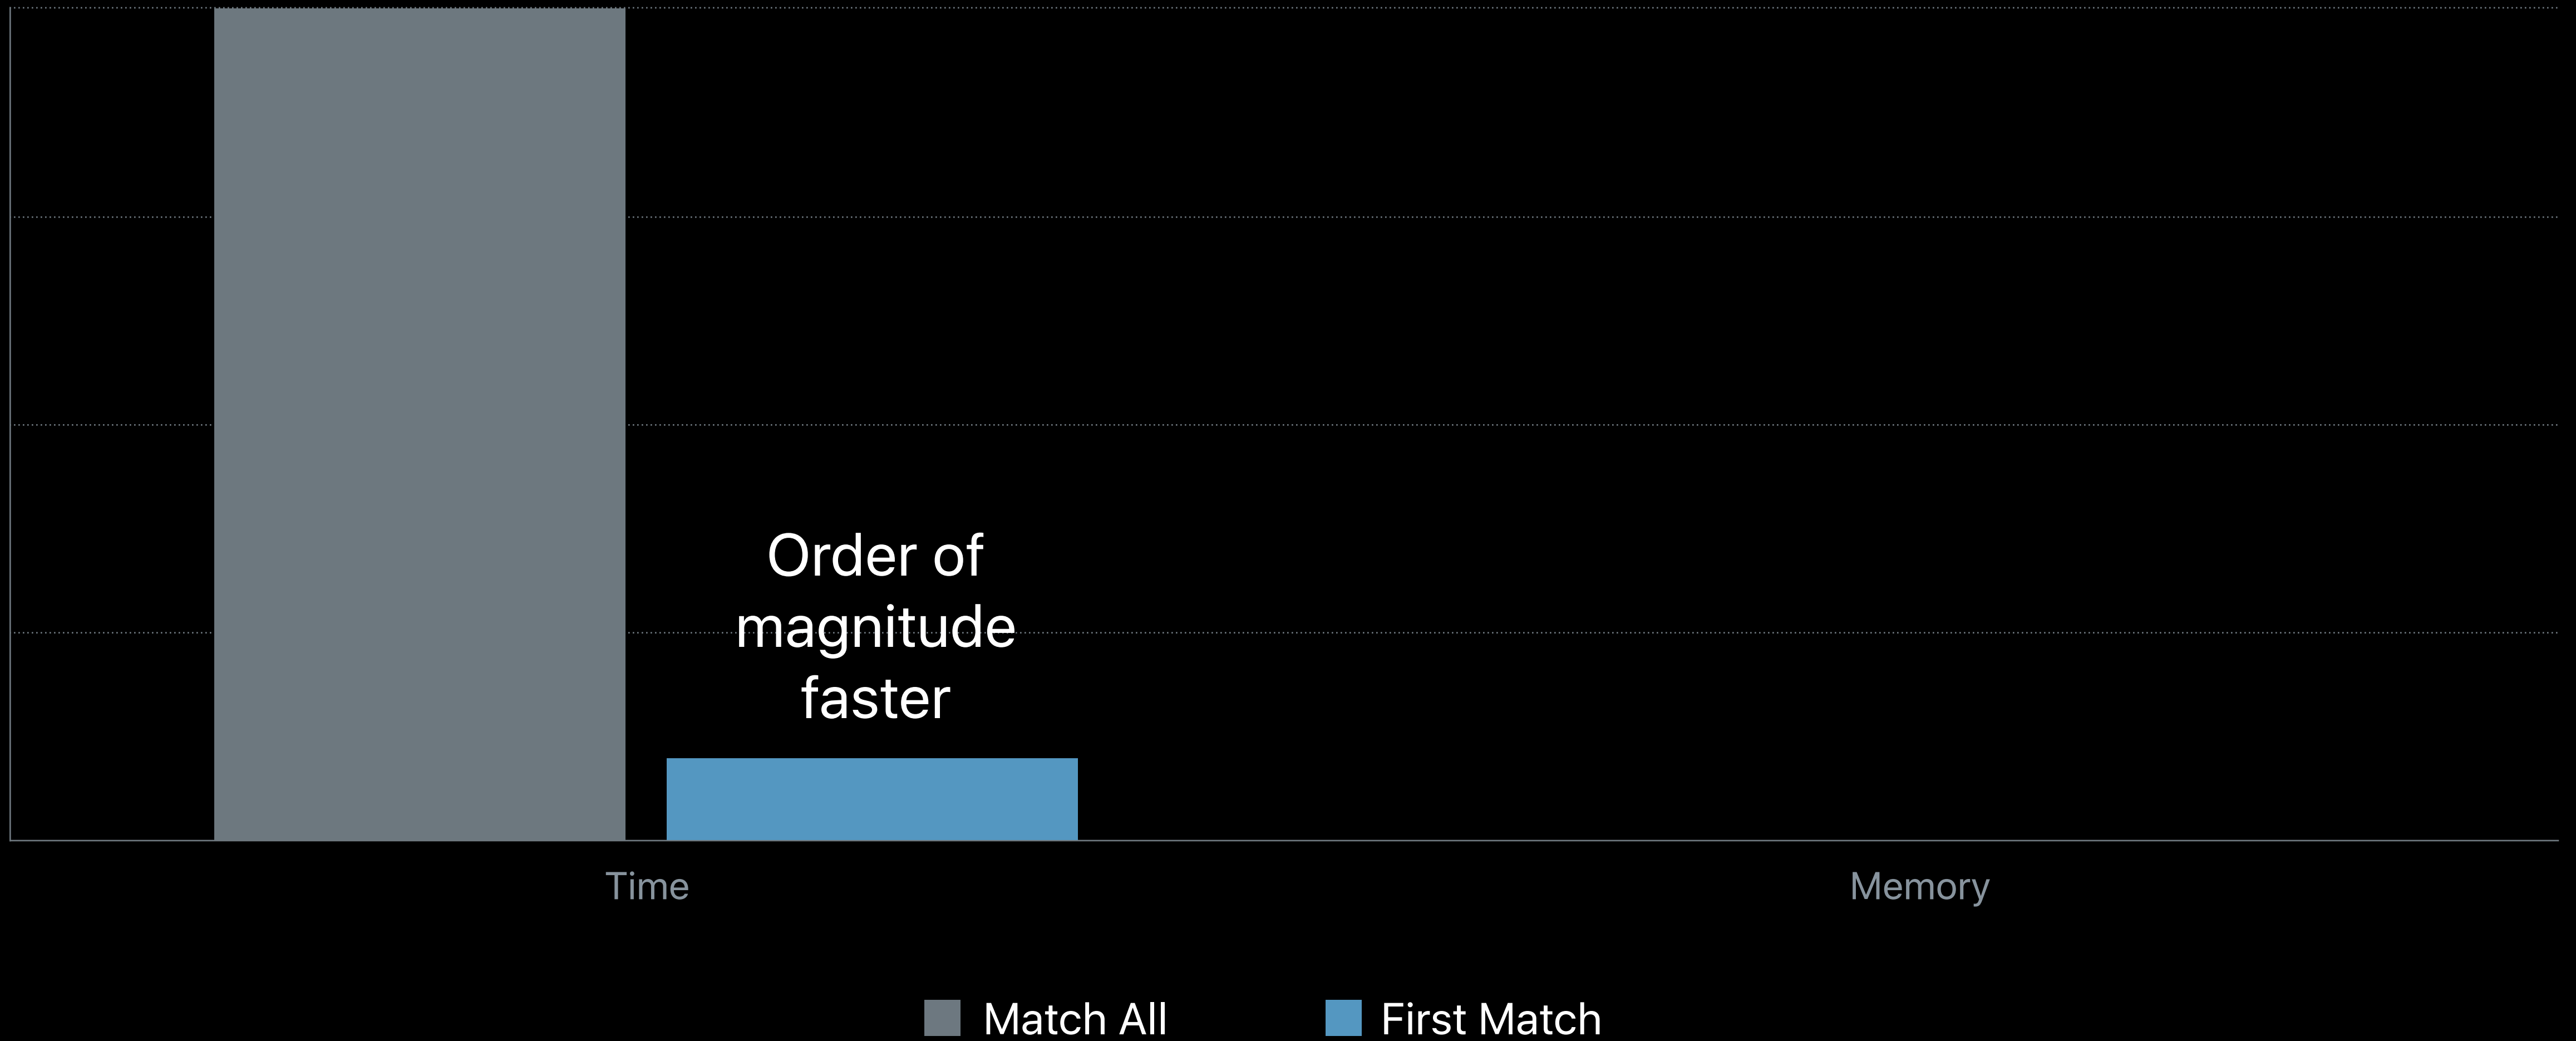 Order of
magnitude
faster
Time
Memory
Match All
First Match